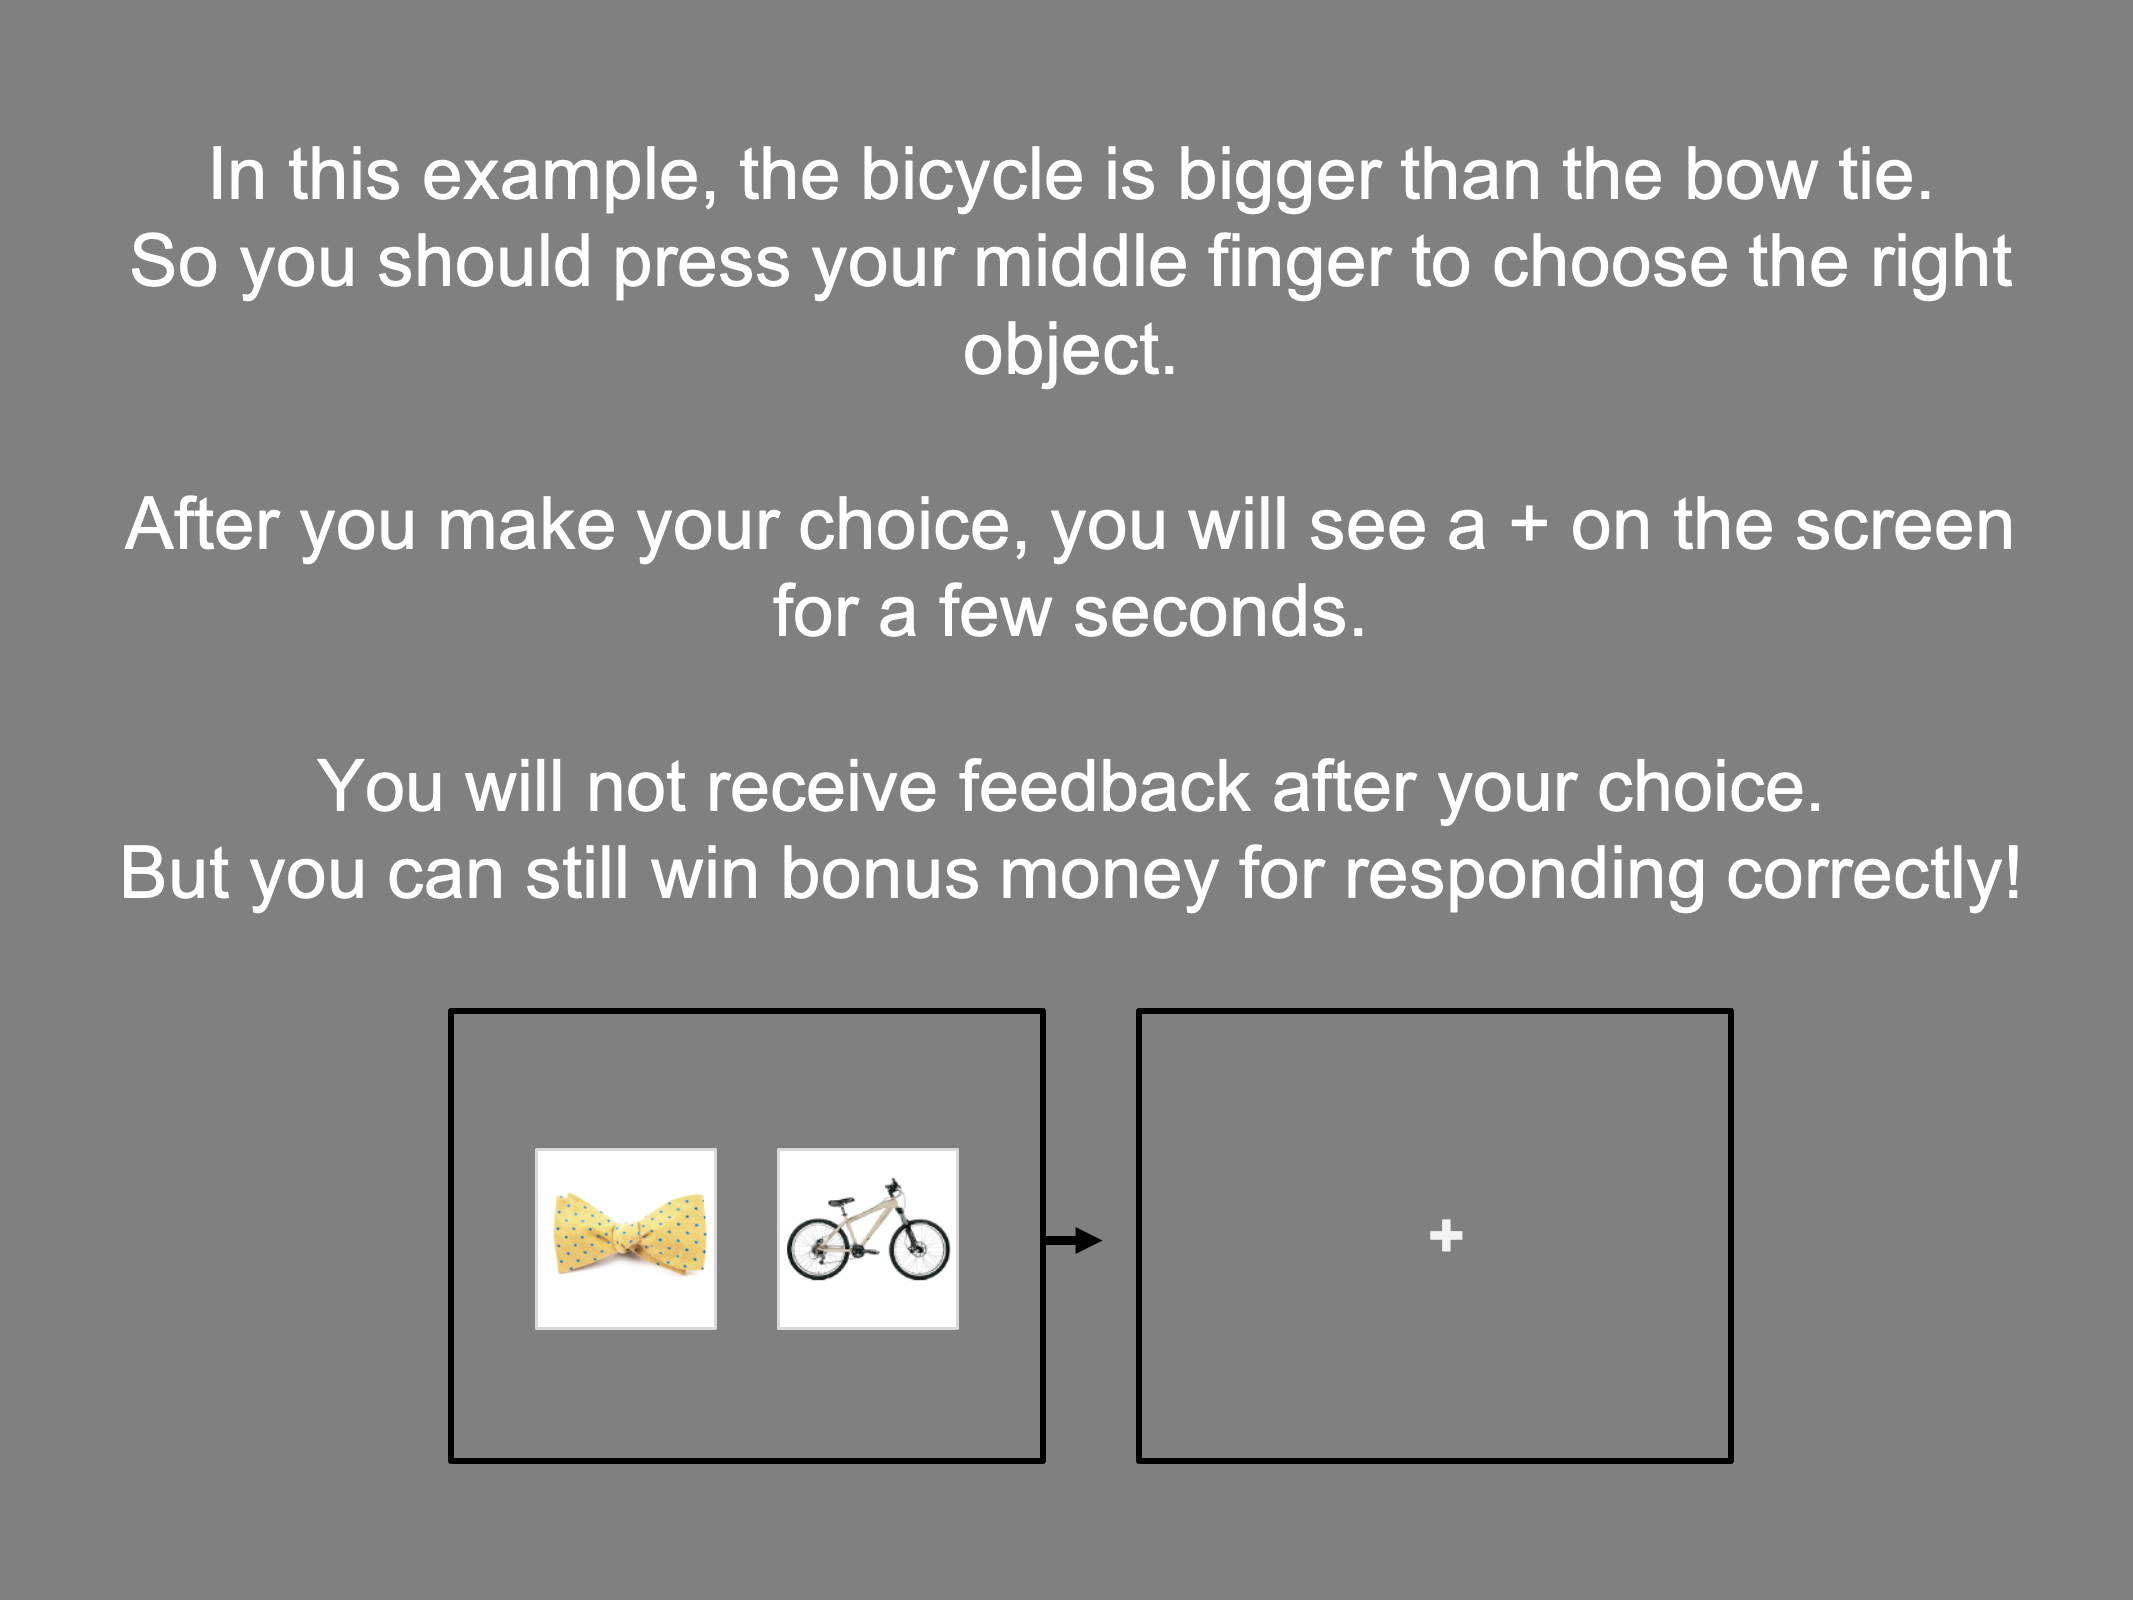 In this example, the bicycle is bigger than the bow tie.
So you should press your middle finger to choose the right
object.
After you make your choice, you will see a + on the screen
for a few seconds.
You will not receive feedback after your choice.
But you can still win bonus money for responding correctly!
+